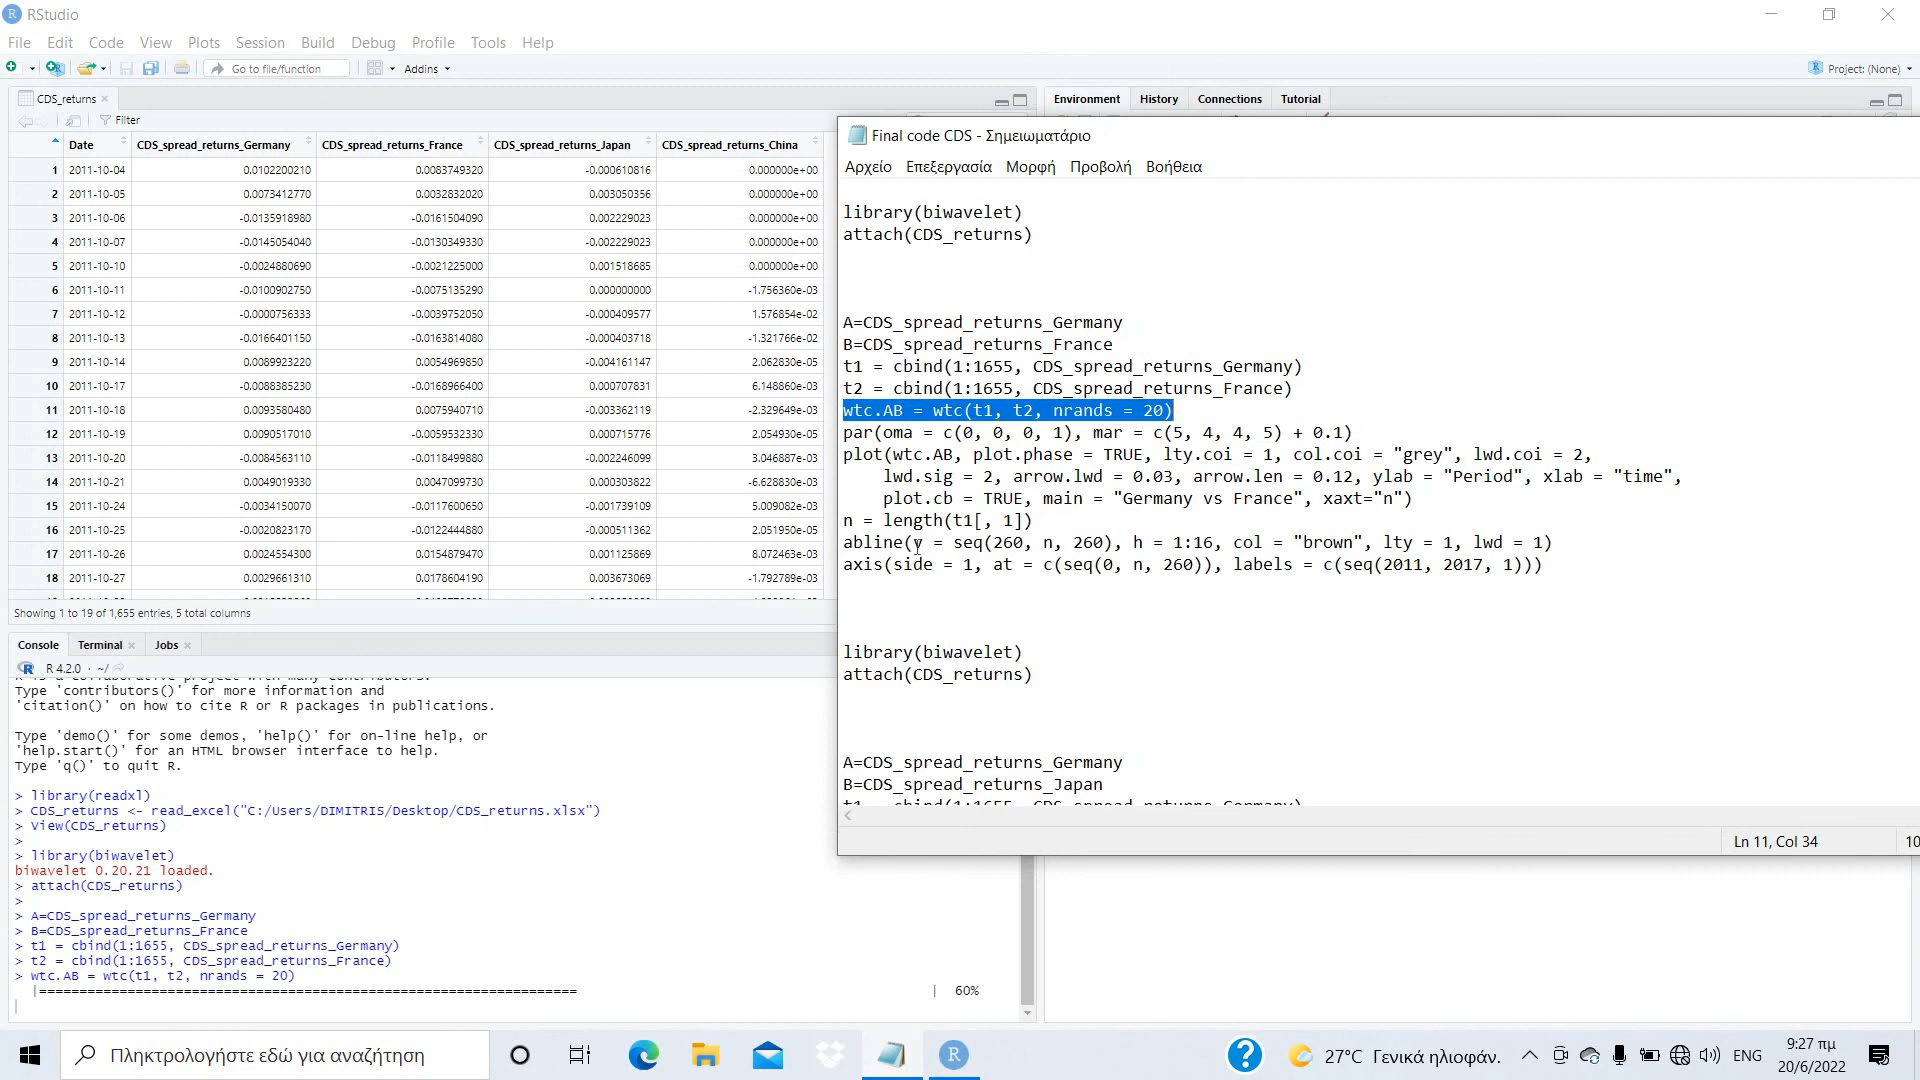 RStudio
File Edit Code View Plots Session Build Debug Profile Tools Help
Go to file/function Addins Project: (None)
CDS_returns
Filter
Date CDS_spread_returns_Germany CDS_spread_returns_France CDS_spread_returns_Japan CDS_spread_returns_China
1 2011-10-04 0.0102200210 0.0083749320 -0.000610816 0.000000e+00
2 2011-10-05 0.0073412770 0.0032832020 0.003050356 0.000000e+00
3 2011-10-06 -0.0135918980 -0.0161504090 0.002229023 0.000000e+00
4 2011-10-07 -0.0145054040 -0.0130349330 -0.002229023 0.000000e+00
5 2011-10-10 -0.0024880690 -0.0021225000 0.001518685 0.000000e+00
6 2011-10-11 -0.0100902750 -0.0075135290 0.000000000 -1.756360e-03
7 2011-10-12 -0.0000756333 -0.0039752050 -0.000409577 1.576854e-02
8 2011-10-13 -0.0166401150 -0.0163814080 -0.000403718 -1.321766e-02
9 2011-10-14 0.0089923220 0.0054969850 -0.004161147 2.062830e-05
10 2011-10-17 -0.0088385230 -0.0168966400 0.000707831 6.148860e-03
11 2011-10-18 0.0093580480 0.0075940710 -0.003362119 -2.329649e-03
12 2011-10-19 0.0090517010 -0.0059532330 0.000715776 2.054930e-05
13 2011-10-20 -0.0084563110 -0.0118499880 -0.002246099 3.046887e-03
14 2011-10-21 0.0049019330 0.0047099730 0.000303822 -6.628830e-03
15 2011-10-24 -0.0034150070 -0.0117600650 -0.001739109 5.009082e-03
16 2011-10-25 -0.0020823170 -0.0122444880 -0.000511362 2.051950e-05
17 2011-10-26 0.0024554300 0.0154879470 0.001125869 8.072463e-03
18 2011-10-27 0.0029661310 0.0178604190 0.003673069 -1.792789e-03
Showing 1 to 19 of 1,655 entries, 5 total columns
Console Terminal Jobs
R 4.2.0 · ~/
Type 'contributors()' for more information and
'citation()' on how to cite R or R packages in publications.
Type 'demo()' for some demos, 'help()' for on-line help, or
'help.start()' for an HTML browser interface to help.
Type 'q()' to quit R.
> library(readxl)
> CDS_returns <- read_excel("C:/Users/DIMITRIS/Desktop/CDS_returns.xlsx")
> View(CDS_returns)
>
> library(biwavelet)
biwavelet 0.20.21 loaded.
> attach(CDS_returns)
>
> A=CDS_spread_returns_Germany
> B=CDS_spread_returns_France
> t1 = cbind(1:1655, CDS_spread_returns_Germany)
> t2 = cbind(1:1655, CDS_spread_returns_France)
> wtc.AB = wtc(t1, t2, nrands = 20)
|=================================================================== | 60%
Environment History Connections Tutorial
Final code CDS - Σημειωματάριο
Αρχείο Επεξεργασία Μορφή Προβολή Βοήθεια
library(biwavelet)
attach(CDS_returns)
A=CDS_spread_returns_Germany
B=CDS_spread_returns_France
t1 = cbind(1:1655, CDS_spread_returns_Germany)
t2 = cbind(1:1655, CDS_spread_returns_France)
wtc.AB = wtc(t1, t2, nrands = 20)
par(oma = c(0, 0, 0, 1), mar = c(5, 4, 4, 5) + 0.1)
plot(wtc.AB, plot.phase = TRUE, lty.coi = 1, col.coi = "grey", lwd.coi = 2,
lwd.sig = 2, arrow.lwd = 0.03, arrow.len = 0.12, ylab = "Period", xlab = "time",
plot.cb = TRUE, main = "Germany vs France", xaxt="n")
n = length(t1[, 1])
abline(v = seq(260, n, 260), h = 1:16, col = "brown", lty = 1, lwd = 1)
axis(side = 1, at = c(seq(0, n, 260)), labels = c(seq(2011, 2017, 1)))
library(biwavelet)
attach(CDS_returns)
A=CDS_spread_returns_Germany
B=CDS_spread_returns_Japan
t1 = cbind(1:1655, CDS_spread_returns_Germany)
Ln 11, Col 34 10
Πληκτρολογήστε εδώ για αναζήτηση
27°C Γενικά ηλιοφάν.
ENG
9:27 πμ
20/6/2022